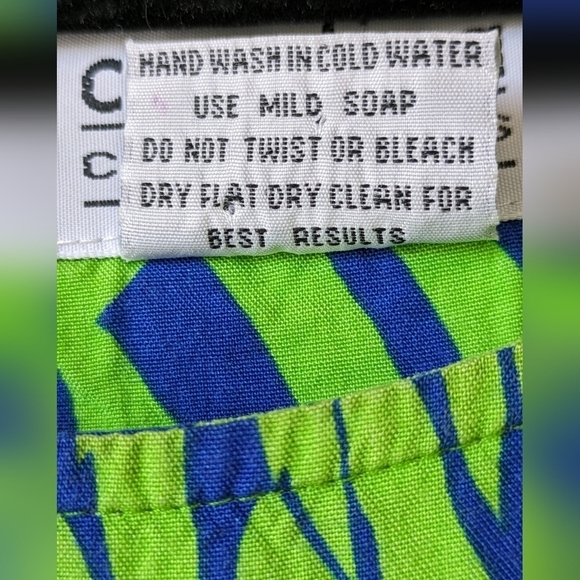 HAND WASH IN COLD WATER
USE MILD SOAP
DO NOT TWIST OR BLEACH
DRY FLAT DRY CLEAN FOR
BEST RESULTS